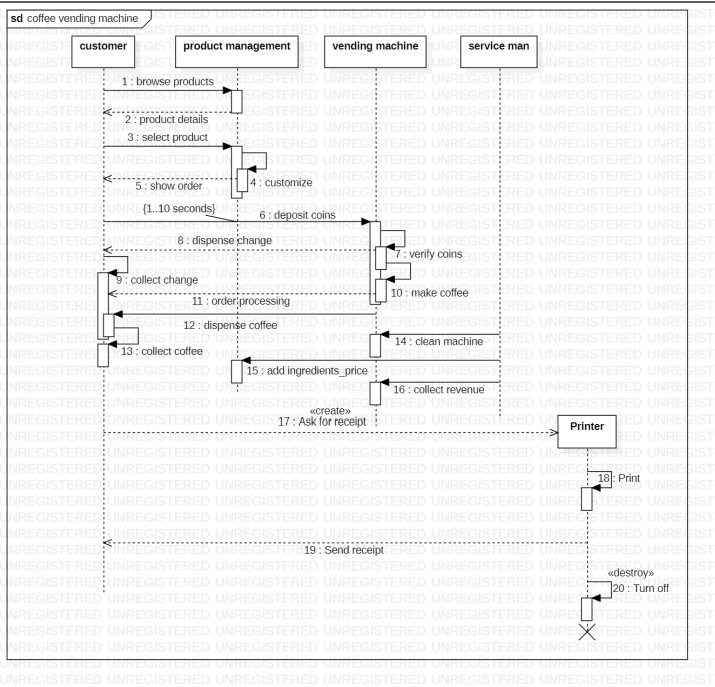 sd coffee vending machine
customer
product management
vending machine
service man
1 : browse products
2 : product details
3 : select product
4 : customize
5 : show order
{1..10 seconds}
6 : deposit coins
7 : verify coins
8 : dispense change
9 : collect change
10 : make coffee
11 : order processing
12 : dispense coffee
13 : collect coffee
14 : clean machine
15 : add ingredients_price
16 : collect revenue
«create»
17 : Ask for receipt
Printer
18 : Print
19 : Send receipt
«destroy»
20 : Turn off
UNREGISTERED